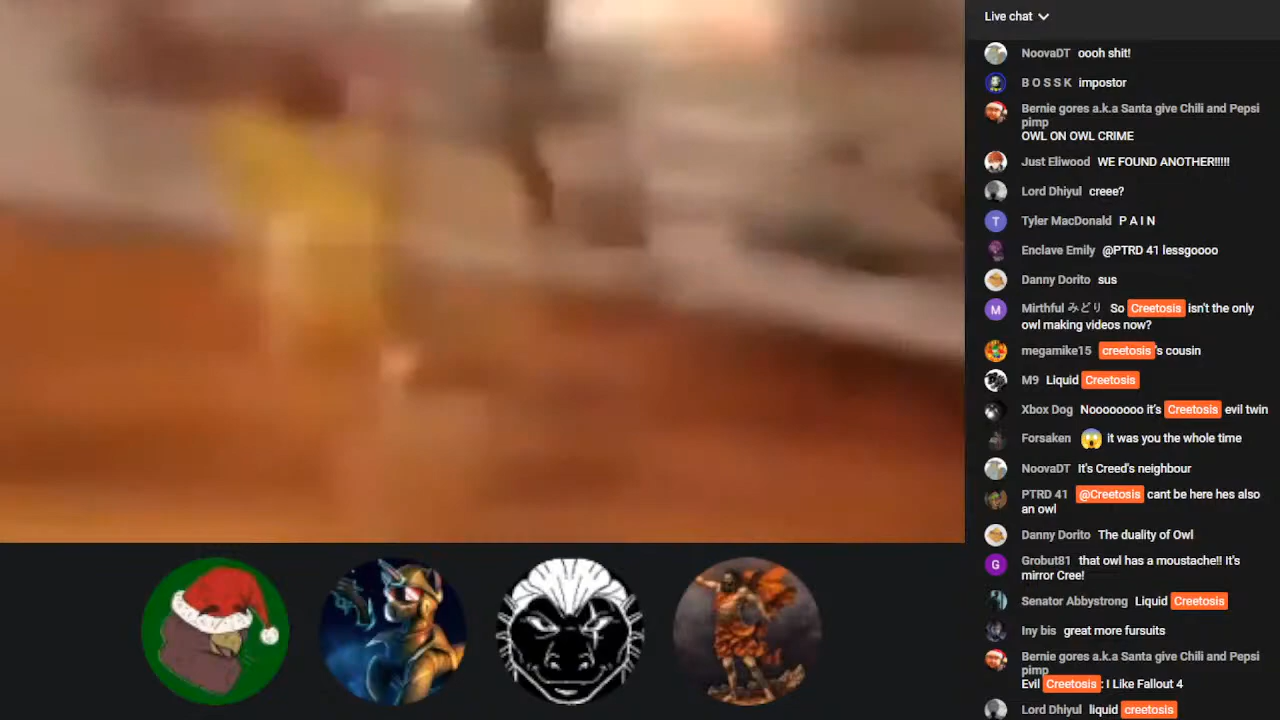 Live chat
NoovaDT oooh shit!
B O S S K impostor
Bernie gores a.k.a Santa give Chili and Pepsi
pimp
OWL ON OWL CRIME
Just Eliwood WE FOUND ANOTHER!!!!!
Lord Dhiyul creee?
T Tyler MacDonald P A I N
Enclave Emily @PTRD 41 lessgoooo
Danny Dorito sus
M Mirthful みどり So Creetosis isn't the only
owl making videos now?
megamike15 creetosis's cousin
M9 Liquid Creetosis
Xbox Dog Noooooooo it's Creetosis evil twin
Forsaken 😱 it was you the whole time
NoovaDT It's Creed's neighbour
PTRD 41 @Creetosis cant be here hes also
an owl
Danny Dorito The duality of Owl
G Grobut81 that owl has a moustache!! It's
mirror Cree!
Senator Abbystrong Liquid Creetosis
Iny bis great more fursuits
Bernie gores a.k.a Santa give Chili and Pepsi
pimp
Evil Creetosis: I Like Fallout 4
Lord Dhiyul liquid creetosis